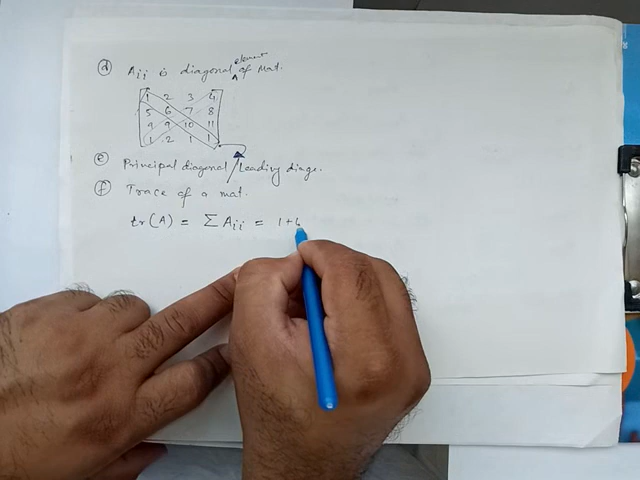 (d) Aii is diagonal element of Mat.
1 2 3 4
5 6 7 8
9 9 10 11
1 2 1 1
(e) Principal diagonal Leading diago.
(f) Trace of a mat.
tr(A) = Σ Aii = 1+6